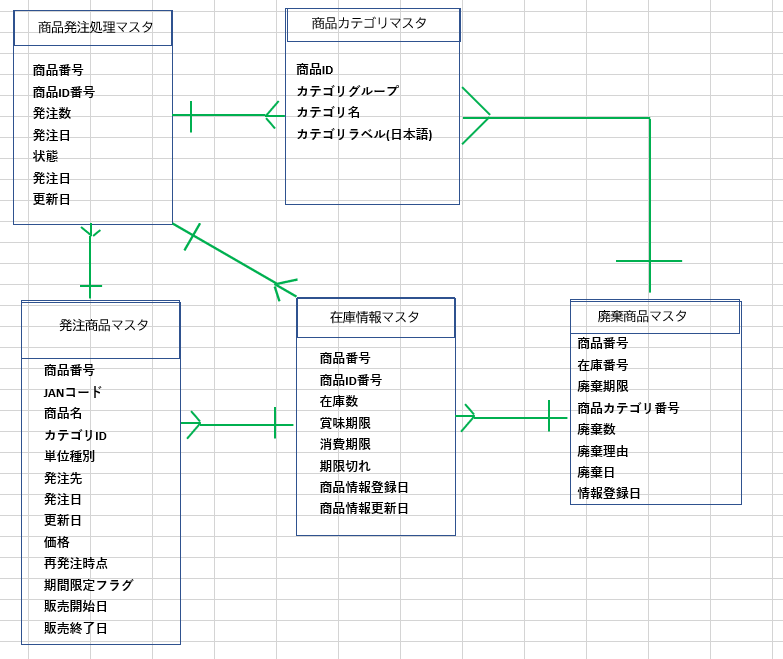 商品発注処理マスタ
商品番号
商品ID番号
発注数
発注日
状態
発注日
更新日
商品カテゴリマスタ
商品ID
カテゴリグループ
カテゴリ名
カテゴリラベル(日本語)
発注商品マスタ
商品番号
JANコード
商品名
カテゴリID
単位種別
発注先
発注日
更新日
価格
再発注時点
期間限定フラグ
販売開始日
販売終了日
在庫情報マスタ
商品番号
商品ID番号
在庫数
賞味期限
消費期限
期限切れ
商品情報登録日
商品情報更新日
廃棄商品マスタ
商品番号
在庫番号
廃棄期限
商品カテゴリ番号
廃棄数
廃棄理由
廃棄日
情報登録日